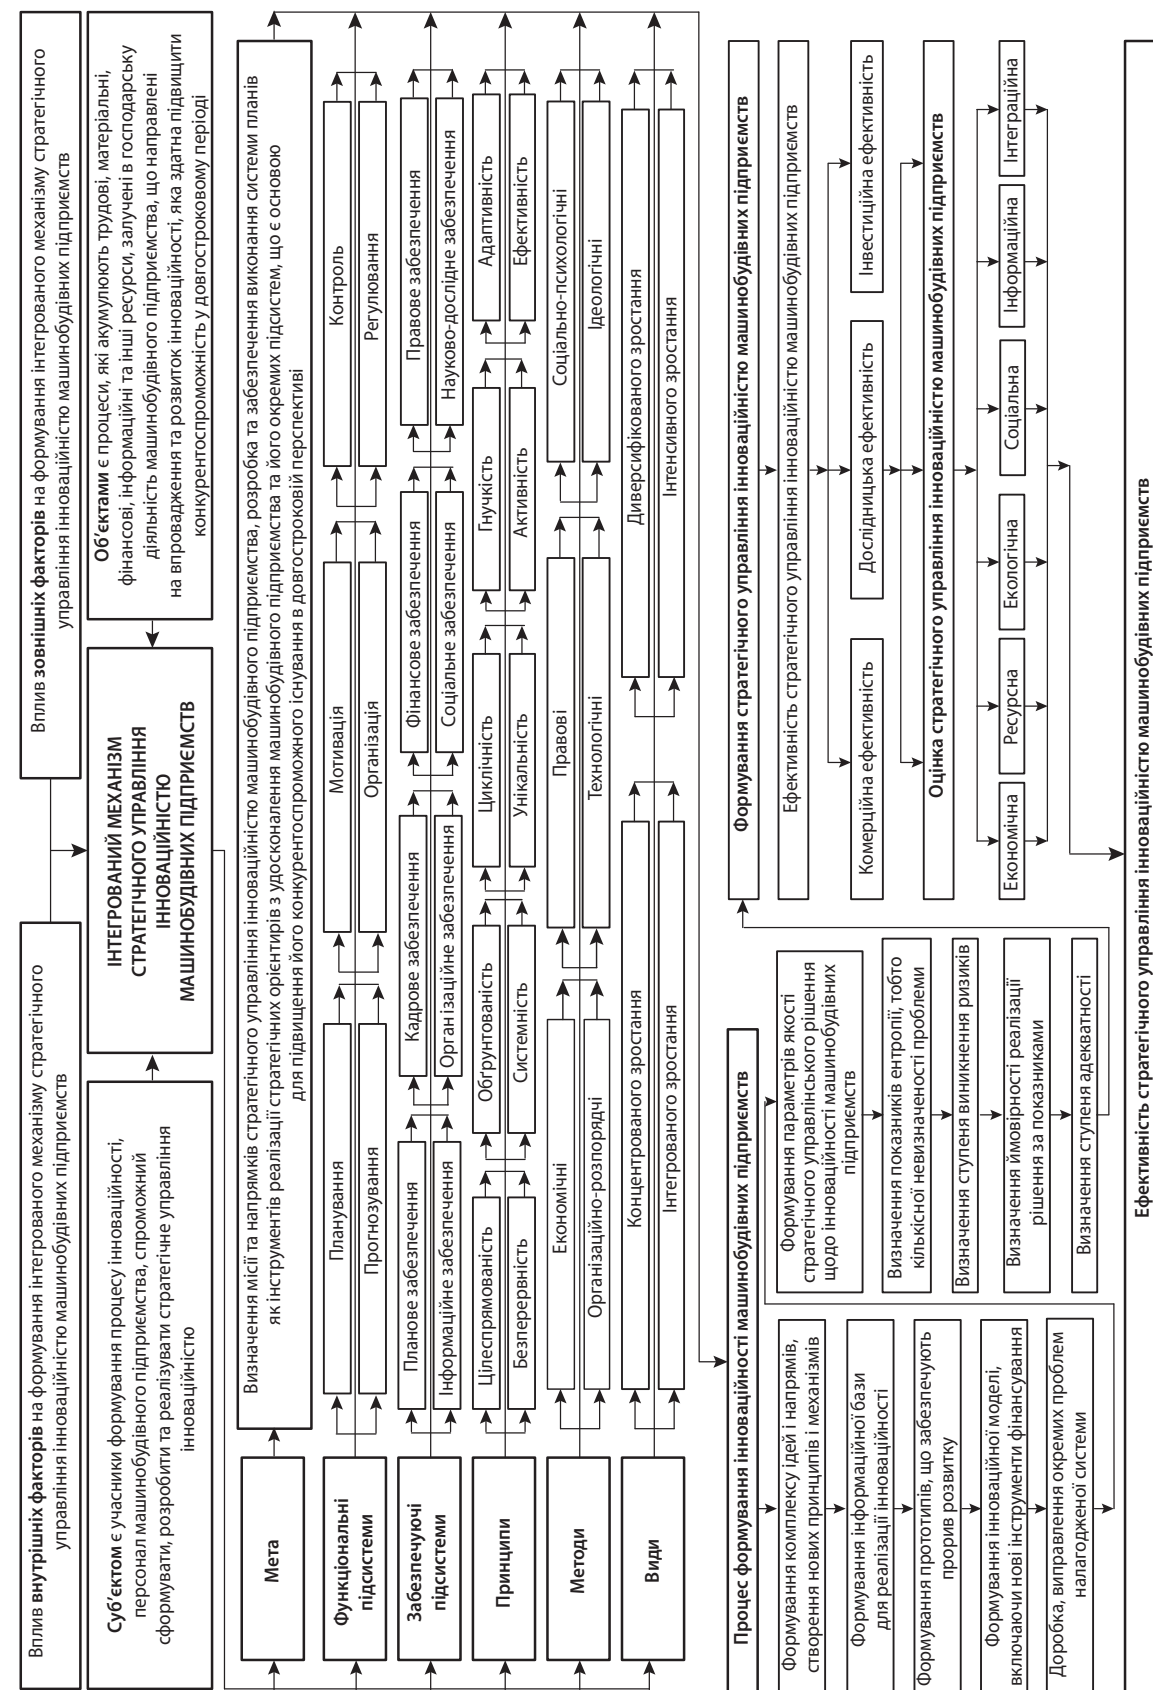 Вплив внутрішніх факторів на формування інтегрованого механізму стратегічного
управління інноваційністю машинобудівних підприємств
Вплив зовнішніх факторів на формування інтегрованого механізму стратегічного
управління інноваційністю машинобудівних підприємств
Суб’єктом є учасники формування процесу інноваційності,
персонал машинобудівного підприємства, спроможний
сформувати, розробити та реалізувати стратегічне управління
інноваційністю
ІНТЕГРОВАНИЙ МЕХАНІЗМ
СТРАТЕГІЧНОГО УПРАВЛІННЯ
ІННОВАЦІЙНІСТЮ
МАШИНОБУДІВНИХ ПІДПРИЄМСТВ
Об’єктами є процеси, які акумулюють трудові, матеріальні,
фінансові, інформаційні та інші ресурси, залучені в господарську
діяльність машинобудівного підприємства, що направлені
на впровадження та розвиток інноваційності, яка здатна підвищити
конкурентоспроможність у довгостроковому періоді
Мета
Визначення місії та напрямків стратегічного управління інноваційністю машинобудівного підприємства, розробка та забезпечення виконання системи планів
як інструментів реалізації стратегічних орієнтирів з удосконалення машинобудівного підприємства та його окремих підсистем, що є основою
для підвищення його конкурентоспроможного існування в довгостроковій перспективі
Функціональні
підсистеми
Планування
Мотивація
Контроль
Прогнозування
Організація
Регулювання
Забезпечуючі
підсистеми
Планове забезпечення
Кадрове забезпечення
Фінансове забезпечення
Правове забезпечення
Інформаційне забезпечення
Організаційне забезпечення
Соціальне забезпечення
Науково-дослідне забезпечення
Принципи
Цілеспрямованість
Обґрунтованість
Циклічність
Гнучкість
Адаптивність
Безперервність
Системність
Унікальність
Активність
Ефективність
Методи
Економічні
Правові
Соціально-психологічні
Організаційно-розпорядчі
Технологічні
Ідеологічні
Види
Концентрованого зростання
Диверсифікованого зростання
Інтегрованого зростання
Інтенсивного зростання
Процес формування інноваційності машинобудівних підприємств
Формування комплексу ідей і напрямів,
створення нових принципів і механізмів
Формування інформаційної бази
для реалізації інноваційності
Формування прототипів, що забезпечують
прорив розвитку
Формування інноваційної моделі,
включаючи нові інструменти фінансування
Доробка, виправлення окремих проблем
налагодженої системи
Формування параметрів якості
стратегічного управлінського рішення
щодо інноваційності машинобудівних
підприємств
Визначення показників ентропії, тобто
кількісної невизначеності проблеми
Визначення ступеня виникнення ризиків
Визначення ймовірності реалізації
рішення за показниками
Визначення ступеня адекватності
Формування стратегічного управління інноваційністю машинобудівних підприємств
Ефективність стратегічного управління інноваційністю машинобудівних підприємств
Комерційна ефективність
Дослідницька ефективність
Інвестиційна ефективність
Оцінка стратегічного управління інноваційністю машинобудівних підприємств
Економічна
Ресурсна
Екологічна
Соціальна
Інформаційна
Інтеграційна
Ефективність стратегічного управління інноваційністю машинобудівних підприємств